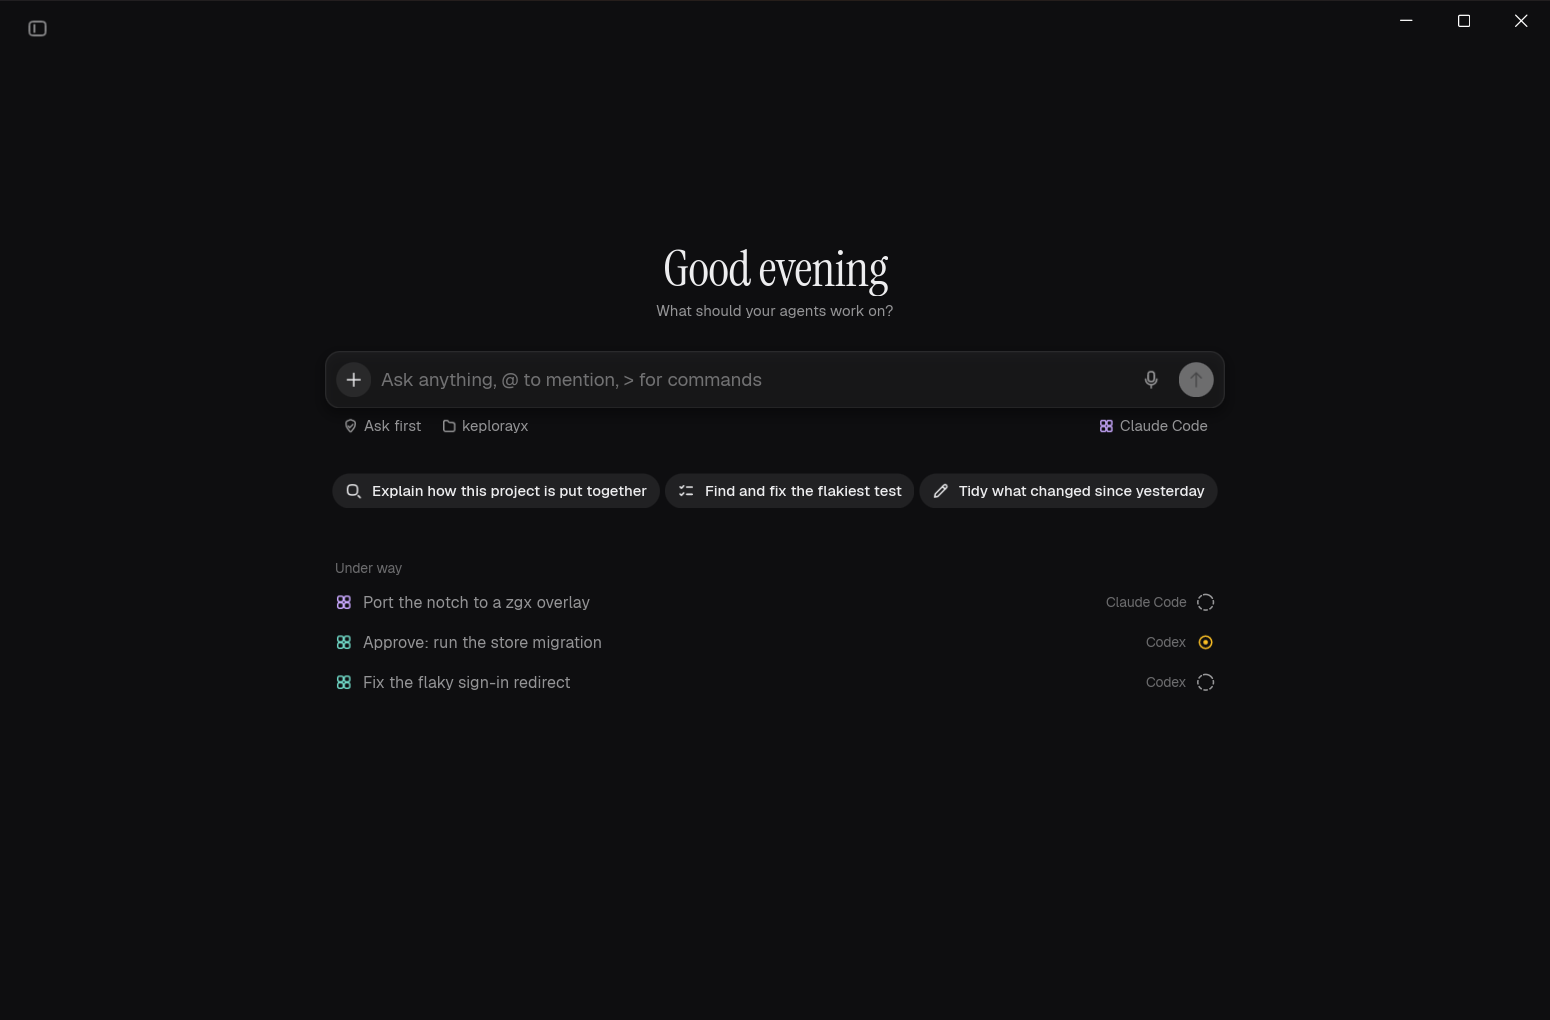 Good evening
What should your agents work on?
Ask anything, @ to mention, > for commands
Ask first keplorayx Claude Code
Explain how this project is put together Find and fix the flakiest test Tidy what changed since yesterday
Under way
Port the notch to a zgx overlay Claude Code
Approve: run the store migration Codex
Fix the flaky sign-in redirect Codex